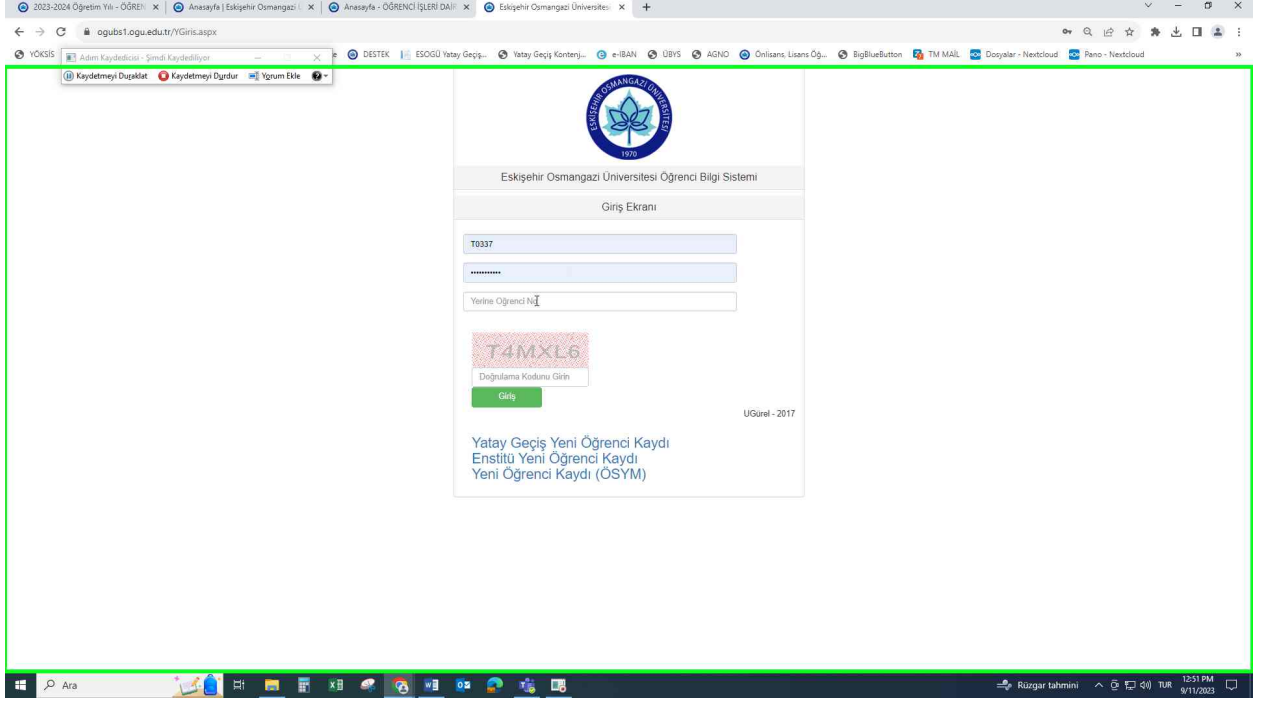 2023-2024 Öğretim Yılı - ÖĞREN
Anasayfa | Eskişehir Osmangazi Ü
Anasayfa - ÖĞRENCİ İŞLERİ DAİR
Eskişehir Osmangazi Üniversites
ogubs1.ogu.edu.tr/YGiris.aspx
YÖKSİS
DESTEK
ESOGÜ Yatay Geçiş...
Yatay Geçiş Kontenj...
e-IBAN
ÜBYS
AGNO
Önlisans, Lisans Öğ...
BigBlueButton
TM MAİL
Dosyalar - Nextcloud
Pano - Nextcloud
Adım Kaydedicisi - Şimdi Kaydediliyor
Kaydetmeyi Duraklat
Kaydetmeyi Durdur
Yorum Ekle
ESKİŞEHİR OSMANGAZİ ÜNİVERSİTESİ
1970
Eskişehir Osmangazi Üniversitesi Öğrenci Bilgi Sistemi
Giriş Ekranı
T0337
Yerine Öğrenci No
T4MXL6
Doğrulama Kodunu Girin
Giriş
UGürel - 2017
Yatay Geçiş Yeni Öğrenci Kaydı
Enstitü Yeni Öğrenci Kaydı
Yeni Öğrenci Kaydı (ÖSYM)
Ara
Rüzgar tahmini
TUR
12:51 PM
9/11/2023